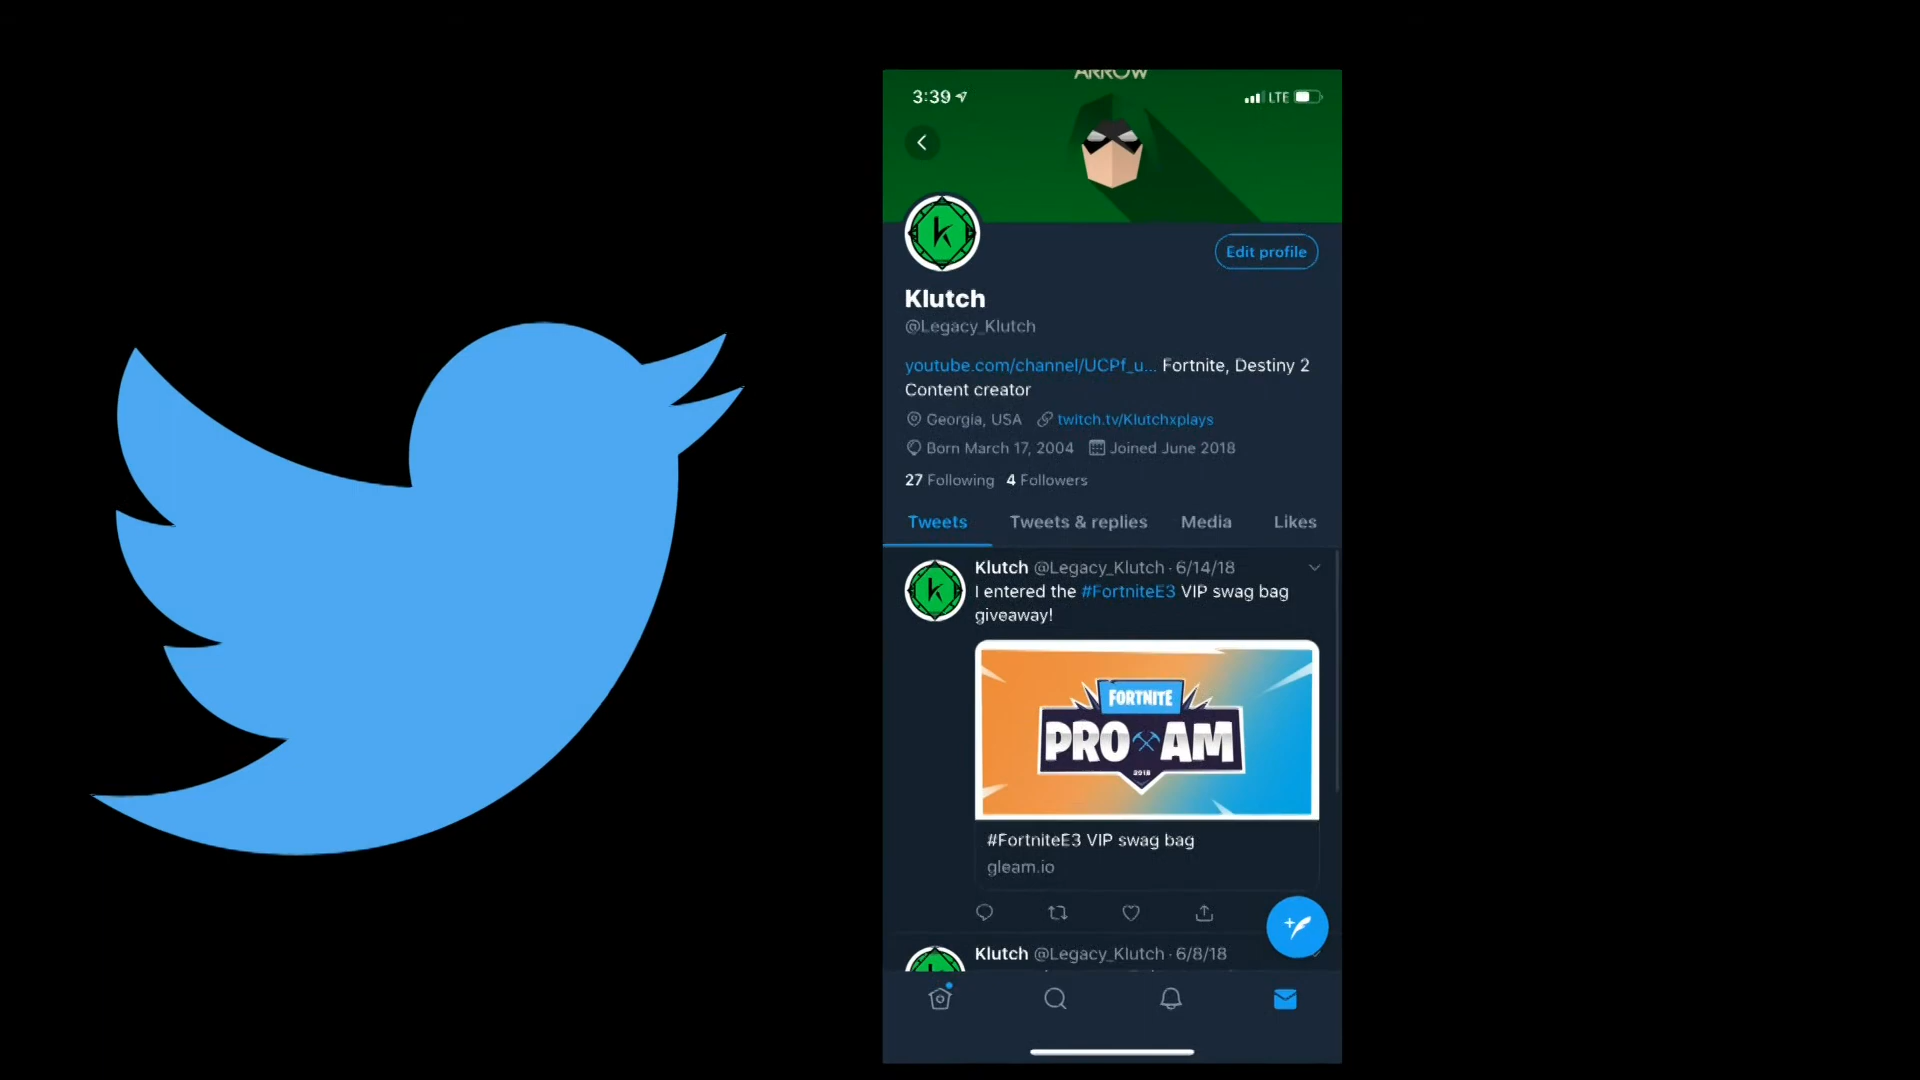 ARROW
3:39
LTE
Edit profile
Klutch
@Legacy_Klutch
youtube.com/channel/UCPf_u... Fortnite, Destiny 2
Content creator
Georgia, USA twitch.tv/Klutchxplays
Born March 17, 2004 Joined June 2018
27 Following 4 Followers
Tweets Tweets & replies Media Likes
Klutch @Legacy_Klutch · 6/14/18
I entered the #FortniteE3 VIP swag bag
giveaway!
FORTNITE
PRO AM
2018
#FortniteE3 VIP swag bag
gleam.io
Klutch @Legacy_Klutch · 6/8/18